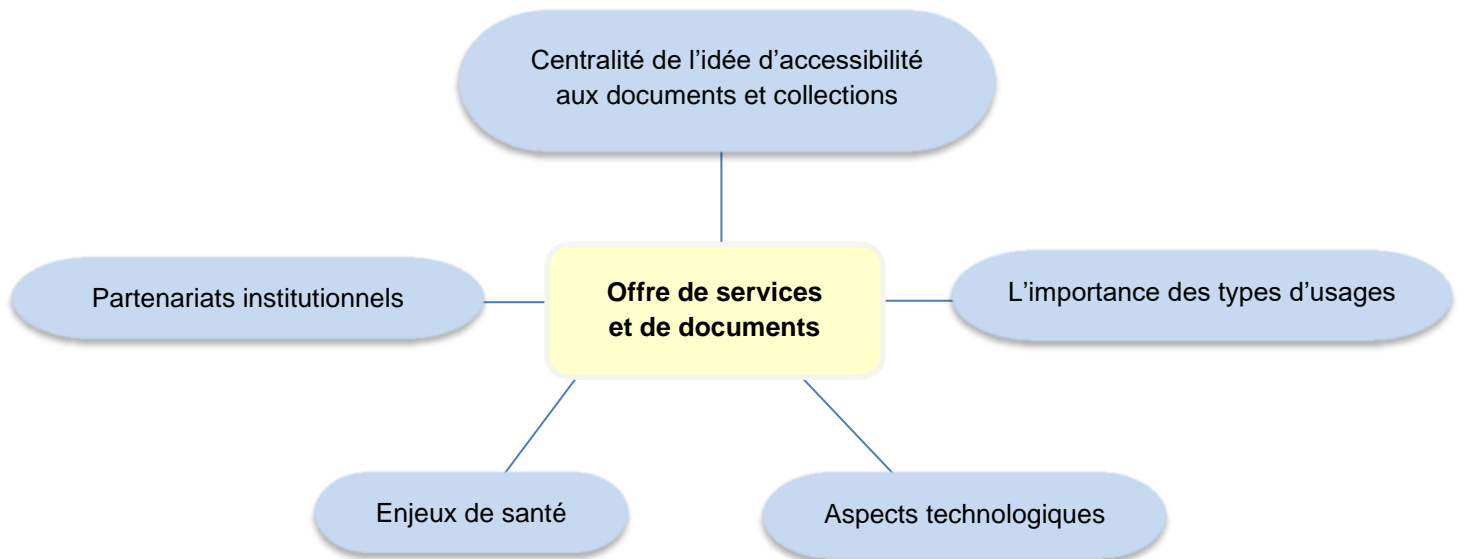 Centralité de l’idée d’accessibilité
aux documents et collections
Partenariats institutionnels
Offre de services
et de documents
L’importance des types d’usages
Enjeux de santé
Aspects technologiques